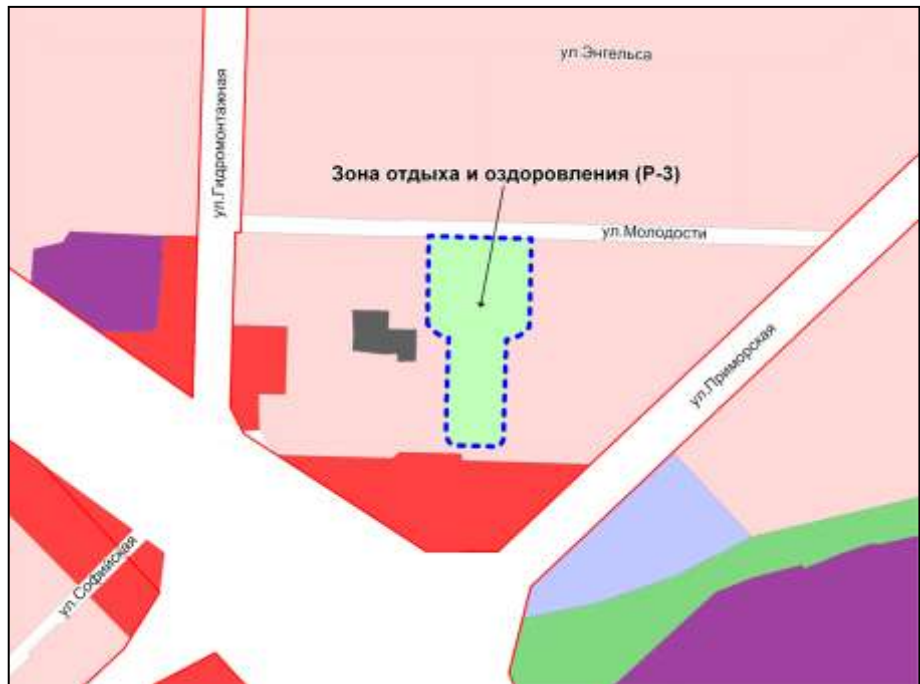 ул.Энгельса
ул.Гидромонтажная
Зона отдыха и оздоровления (Р-3)
ул.Молодости
ул.Приморская
ул.Софийская